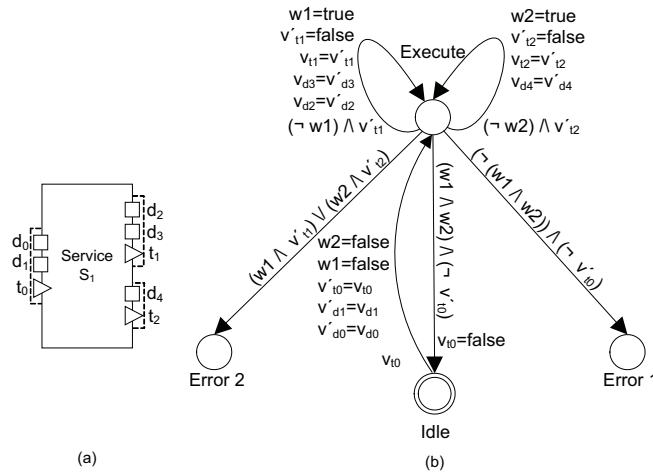 w1=true
v´t1=false
vt1=v´t1
vd3=v´d3
vd2=v´d2
(¬ w1) /\ v´t1
Execute
w2=true
v´t2=false
vt2=v´t2
vd4=v´d4
(¬ w2) /\ v´t2
d0
d1
t0
Service
S1
d2
d3
t1
d4
t2
(w1 /\ v´t1) \/ (w2 /\ v´t2)
(w1 /\ w2) /\ (¬ v´t0)
(¬ (w1 /\ w2)) /\ (¬ v´t0)
w2=false
w1=false
v´t0=vt0
v´d1=vd1
v´d0=vd0
vt0
vt0=false
Error 2
Error 1
Idle
(a)
(b)